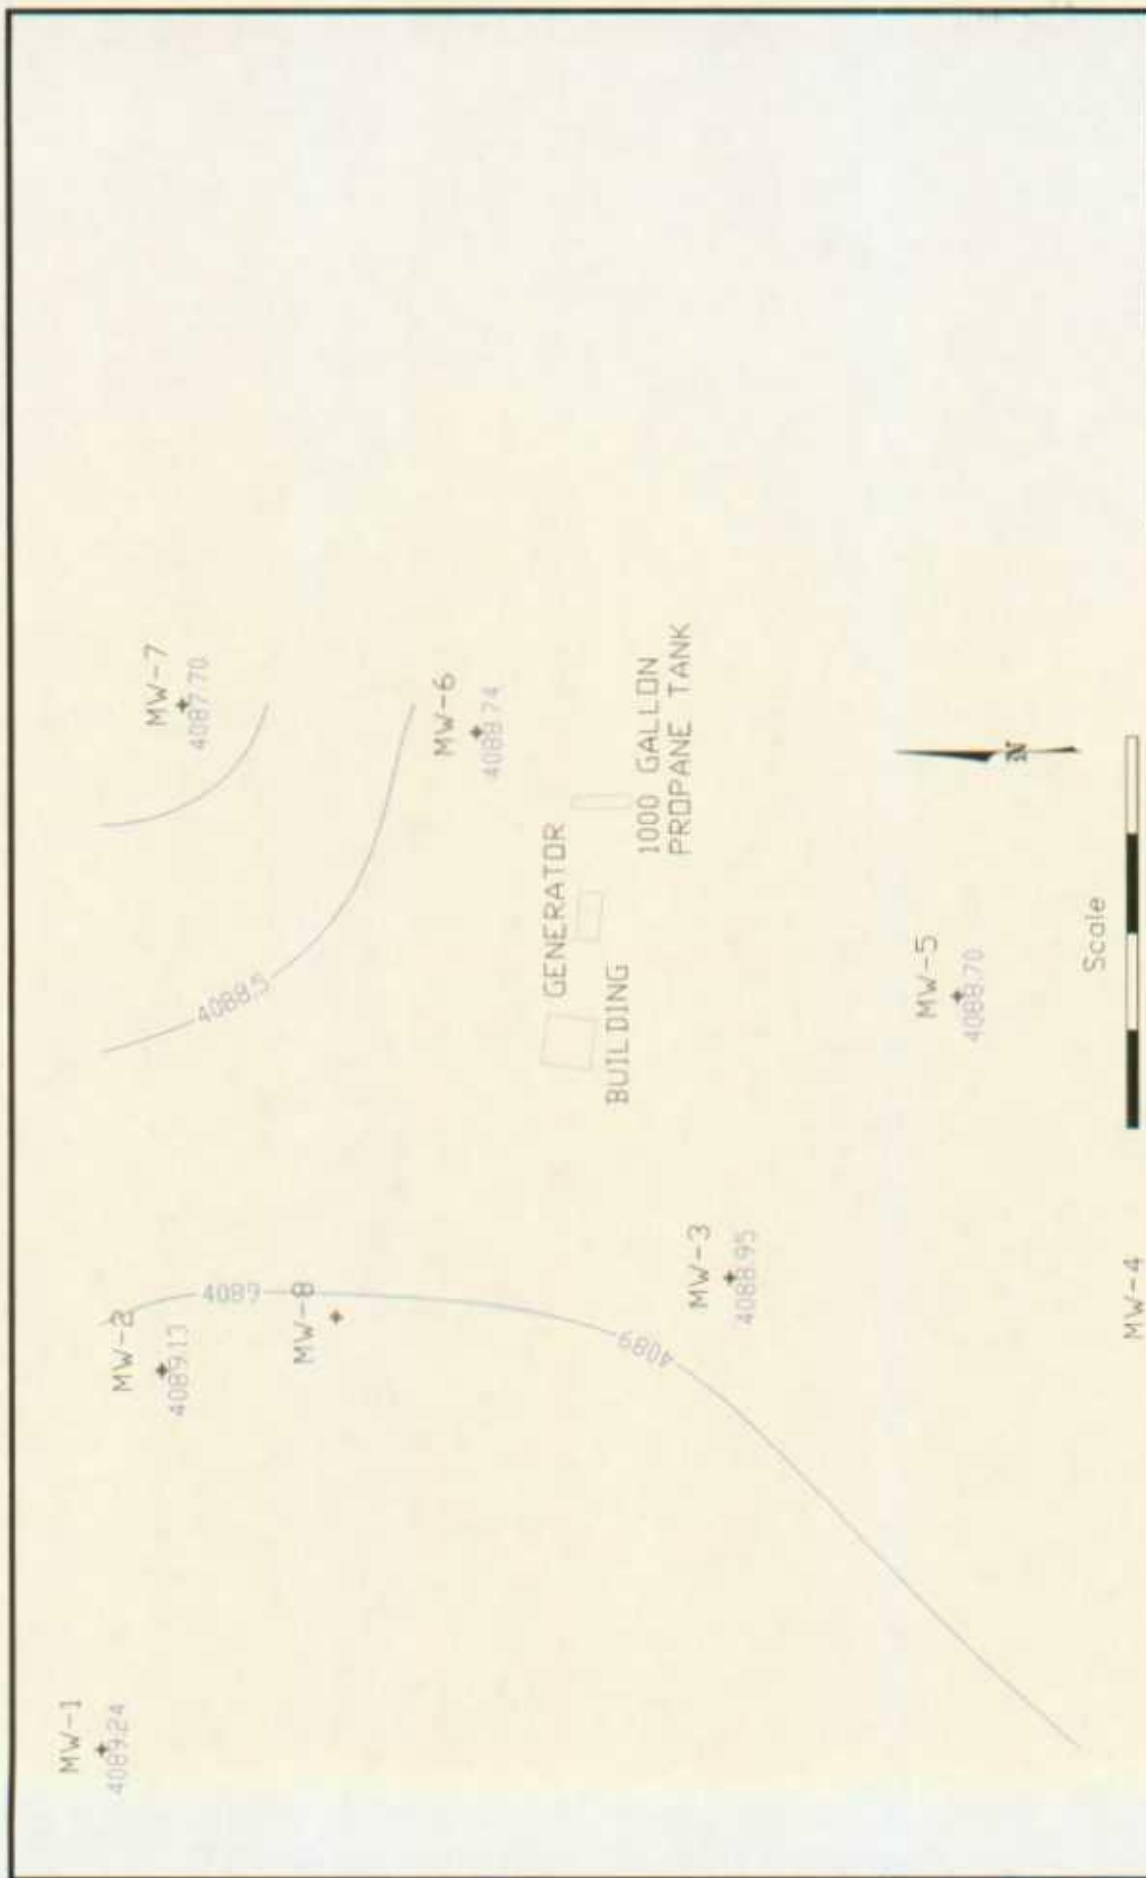 MW-1
4089.24
MW-2
4089.13
4089
MW-8
4089
MW-3
4088.95
MW-4
MW-7
4087.70
4088.5
MW-6
4088.74
GENERATOR
BUILDING
1000 GALLON
PROPANE TANK
MW-5
4088.70
N
Scale